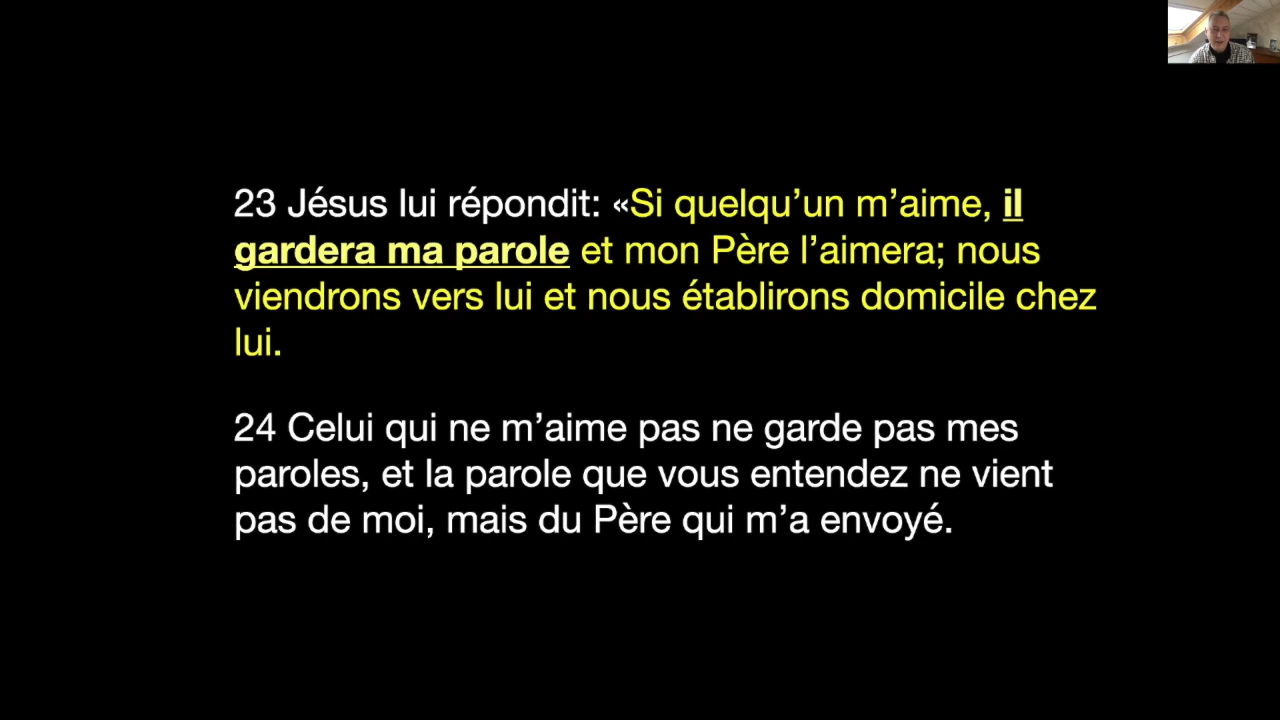 23 Jésus lui répondit: «Si quelqu’un m’aime, il
gardera ma parole et mon Père l’aimera; nous
viendrons vers lui et nous établirons domicile chez
lui.
24 Celui qui ne m’aime pas ne garde pas mes
paroles, et la parole que vous entendez ne vient
pas de moi, mais du Père qui m’a envoyé.